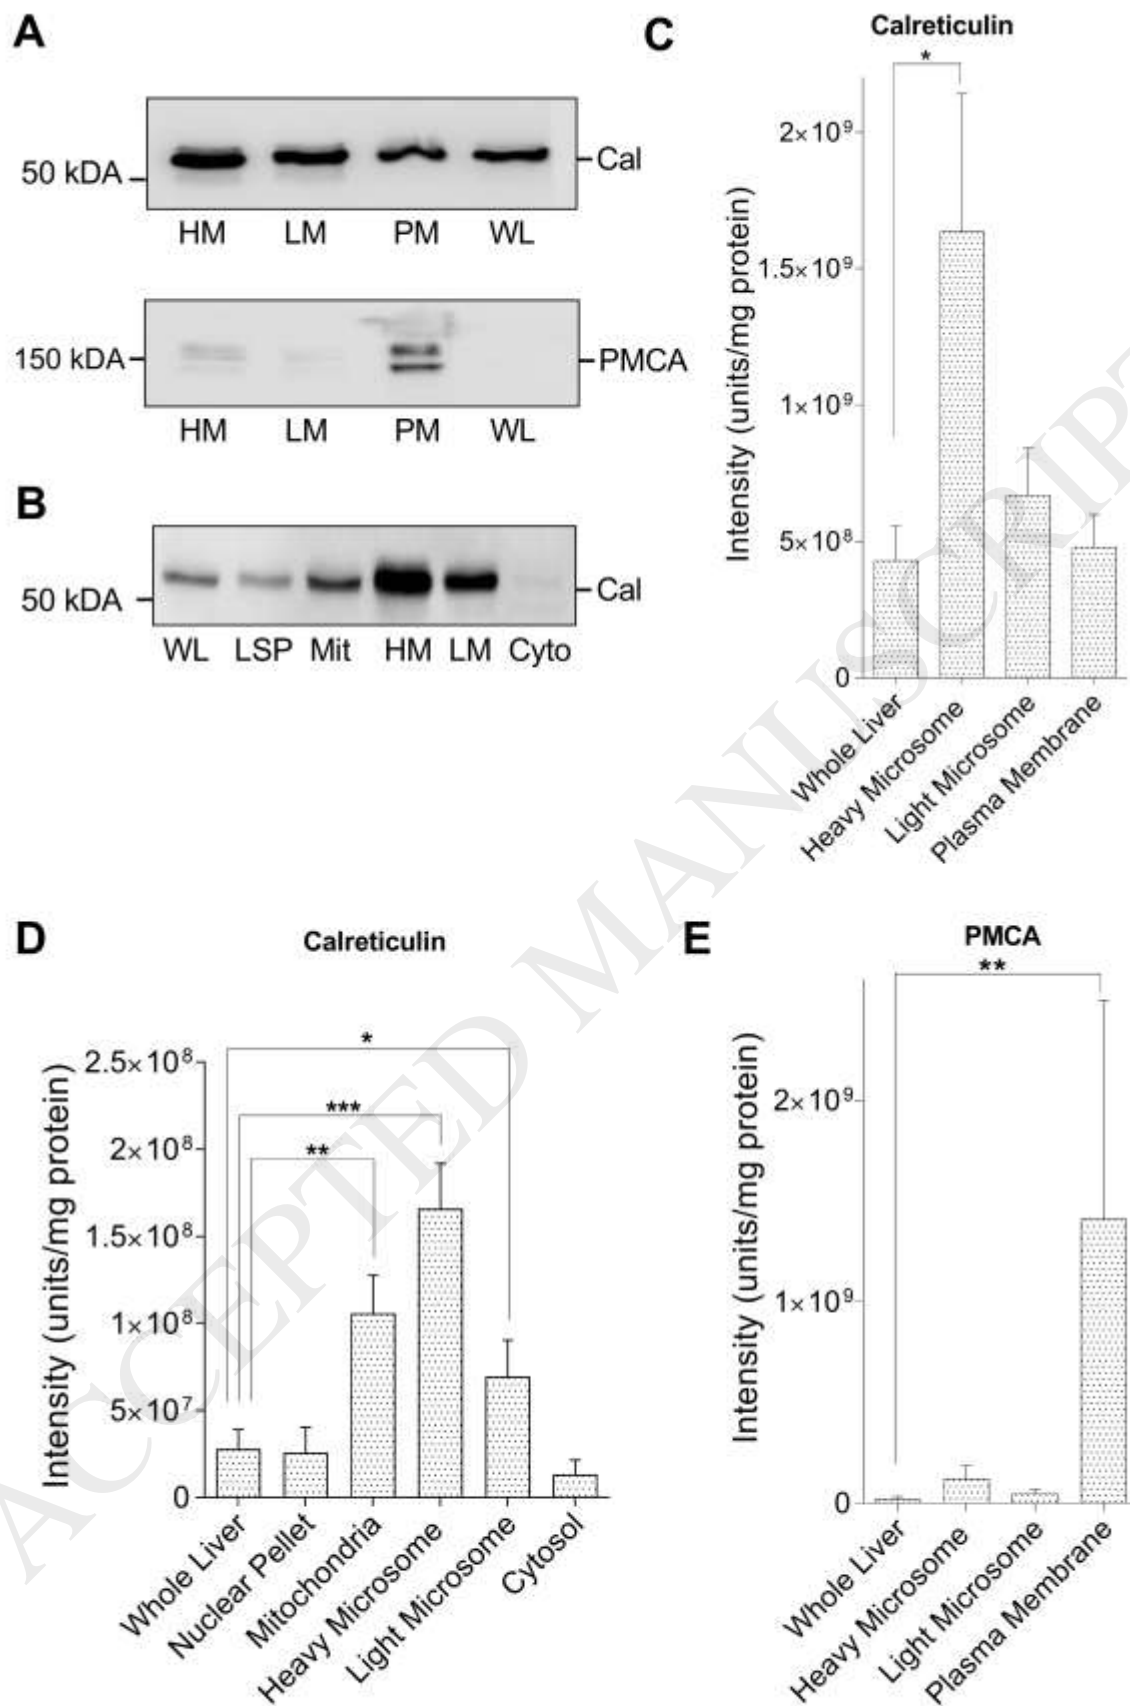 A
50 kDA
Cal
HM LM PM WL
150 kDA
PMCA
HM LM PM WL
B
50 kDA
Cal
WL LSP Mit HM LM Cyto
C
Calreticulin
*
Intensity (units/mg protein)
2×10⁹
1.5×10⁹
1×10⁹
5×10⁸
0
Whole Liver
Heavy Microsome
Light Microsome
Plasma Membrane
D
Calreticulin
*
***
**
Intensity (units/mg protein)
2.5×10⁸
2×10⁸
1.5×10⁸
1×10⁸
5×10⁷
0
Whole Liver
Nuclear Pellet
Mitochondria
Heavy Microsome
Light Microsome
Cytosol
E
PMCA
**
Intensity (units/mg protein)
2×10⁹
1×10⁹
0
Whole Liver
Heavy Microsome
Light Microsome
Plasma Membrane
ACCEPTED MANUSCRIPT